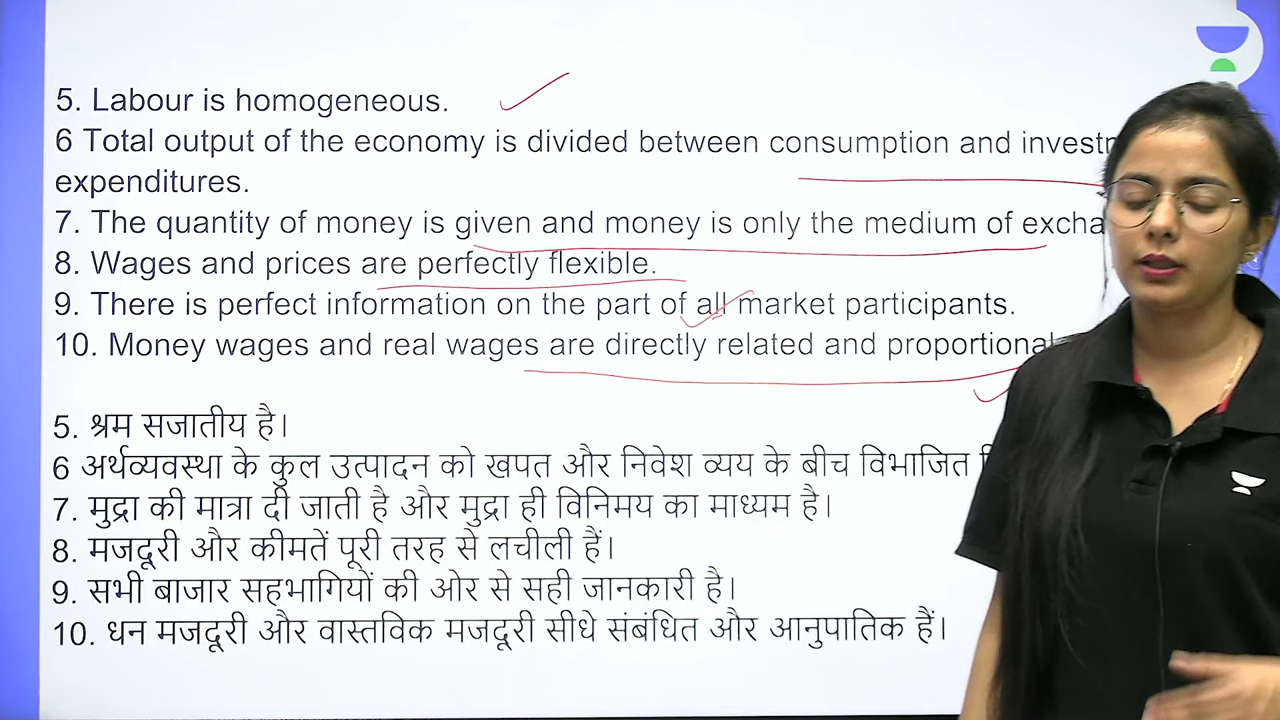 5. Labour is homogeneous.
6 Total output of the economy is divided between consumption and
expenditures.
7. The quantity of money is given and money is only the medium of
8. Wages and prices are perfectly flexible.
9. There is perfect information on the part of all market participants.
10. Money wages and real wages are directly related and
5. श्रम सजातीय है।
6 अर्थव्यवस्था के कुल उत्पादन को खपत और निवेश व्यय के बीच विभाजित
7. मुद्रा की मात्रा दी जाती है और मुद्रा ही विनिमय का माध्यम है।
8. मजदूरी और कीमतें पूरी तरह से लचीली हैं।
9. सभी बाजार सहभागियों की ओर से सही जानकारी है।
10. धन मजदूरी और वास्तविक मजदूरी सीधे संबंधित और आनुपातिक हैं।